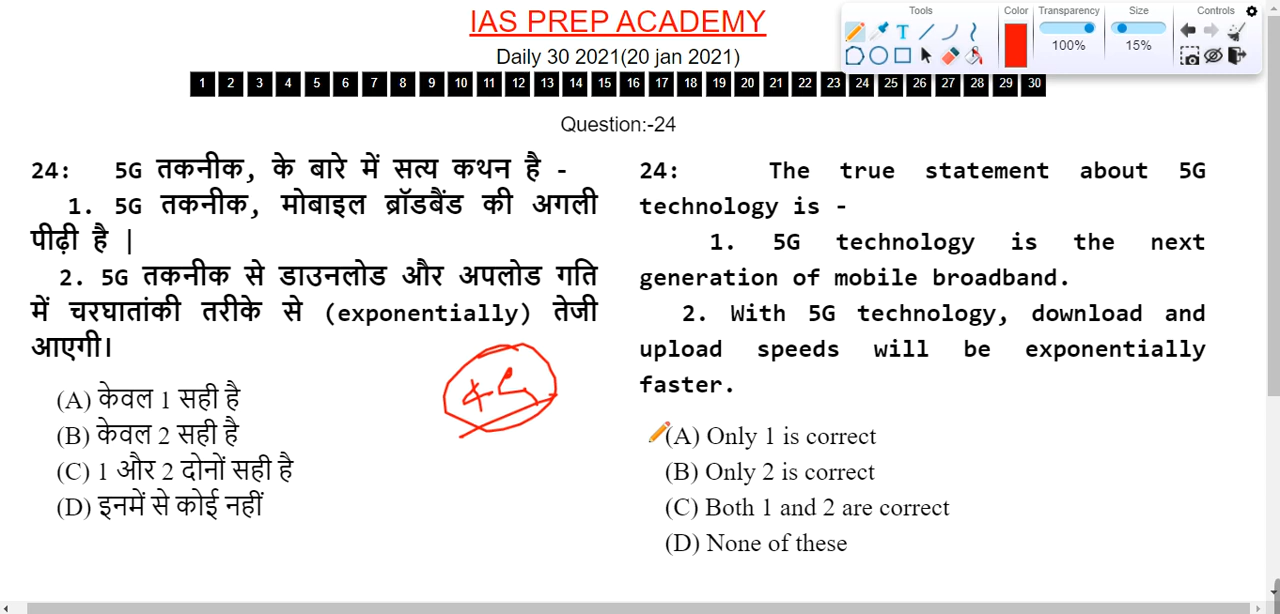 IAS PREP ACADEMY
Daily 30 2021(20 jan 2021)
1 2 3 4 5 6 7 8 9 10 11 12 13 14 15 16 17 18 19 20 21 22 23 24 25 26 27 28 29 30
Tools
Color
Transparency
Size
Controls
T
100%
15%
Question:-24
24: 5G तकनीक, के बारे में सत्य कथन है -
1. 5G तकनीक, मोबाइल ब्रॉडबैंड की अगली
पीढ़ी है |
2. 5G तकनीक से डाउनलोड और अपलोड गति
में चरघातांकी तरीके से (exponentially) तेजी
आएगी।
(A) केवल 1 सही है
(B) केवल 2 सही है
(C) 1 और 2 दोनों सही है
(D) इनमें से कोई नहीं
4G
24: The true statement about 5G
technology is -
1. 5G technology is the next
generation of mobile broadband.
2. With 5G technology, download and
upload speeds will be exponentially
faster.
(A) Only 1 is correct
(B) Only 2 is correct
(C) Both 1 and 2 are correct
(D) None of these